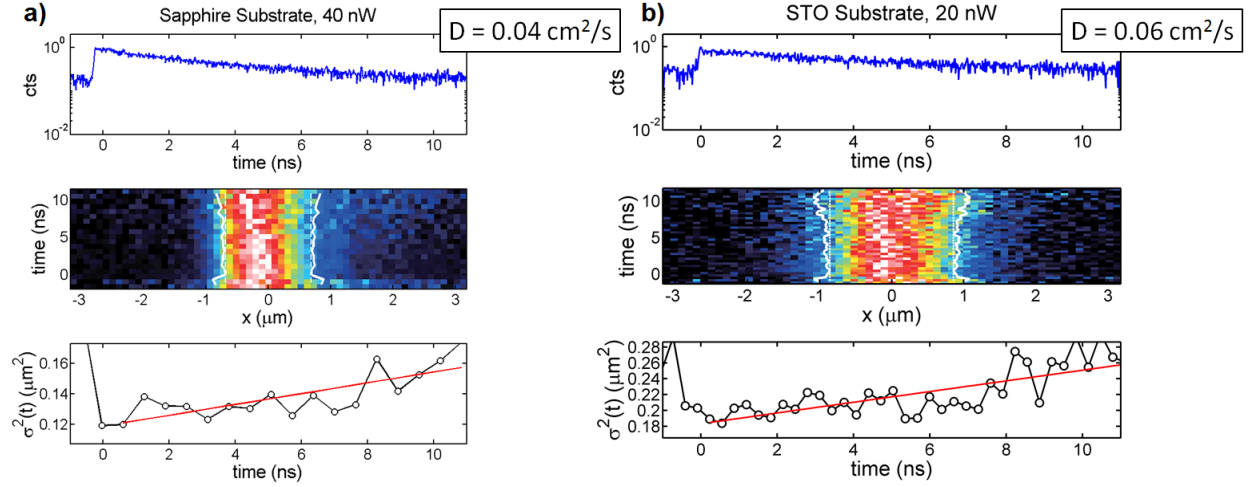 a)
Sapphire Substrate, 40 nW
D = 0.04 cm²/s
10⁰
10⁻²
cts
0 2 4 6 8 10
time (ns)
10
5
0
time (ns)
-3 -2 -1 0 1 2 3
x (μm)
0.16
0.14
0.12
σ²(t) (μm²)
0 2 4 6 8 10
time (ns)
b)
STO Substrate, 20 nW
D = 0.06 cm²/s
10⁰
10⁻²
cts
0 2 4 6 8 10
time (ns)
10
5
0
time (ns)
-3 -2 -1 0 1 2 3
x (μm)
0.28
0.26
0.24
0.22
0.2
0.18
σ²(t) (μm²)
0 2 4 6 8 10
time (ns)